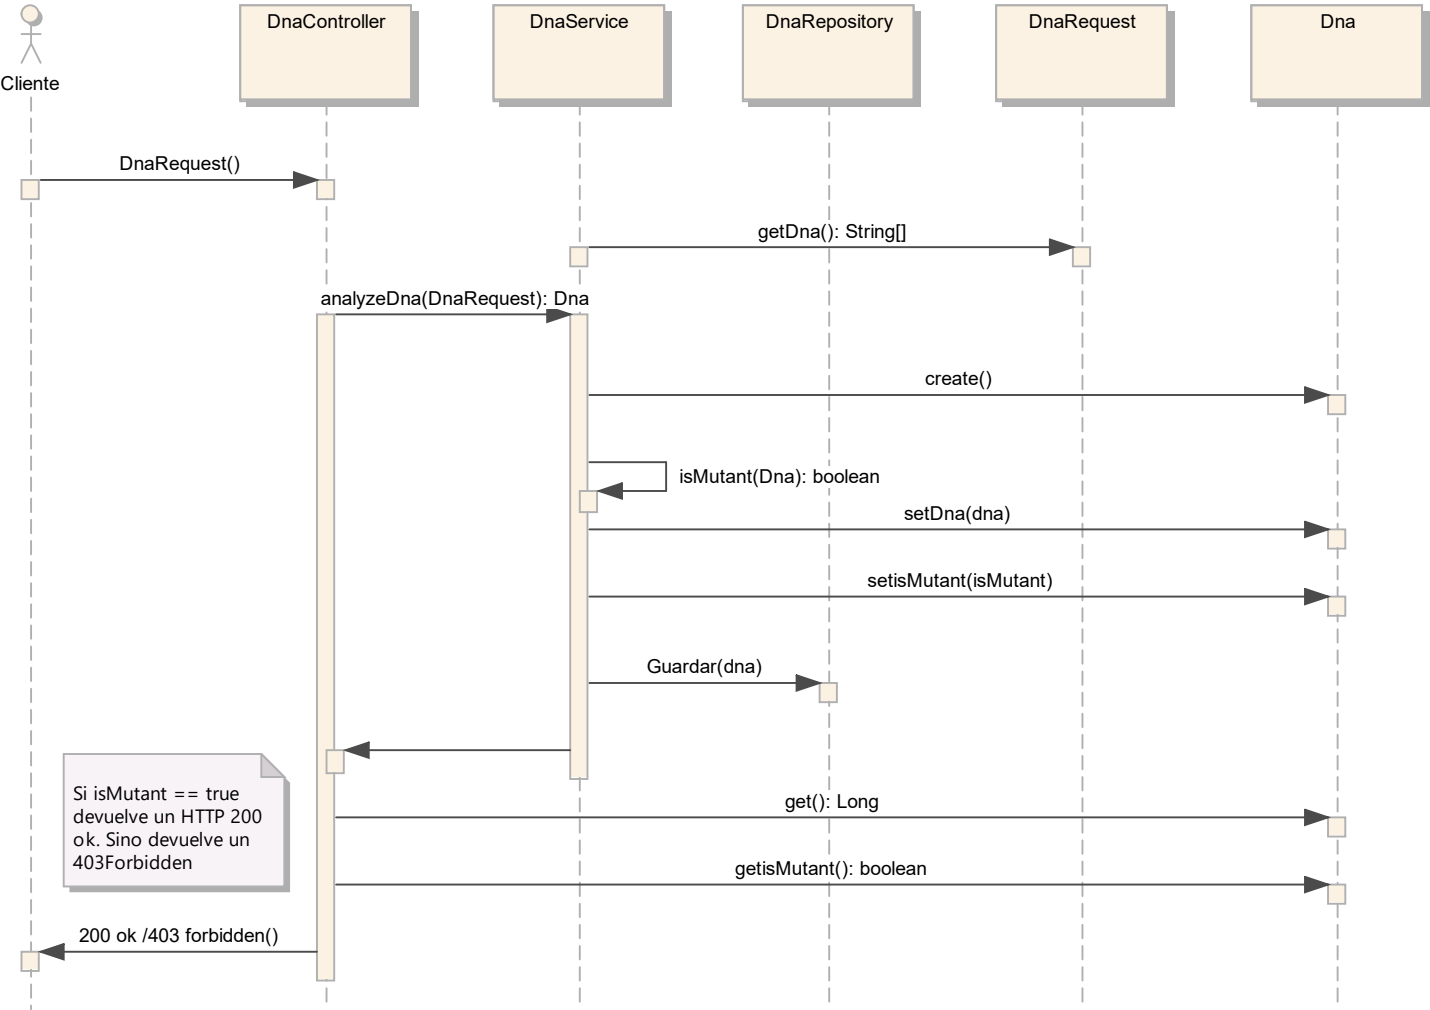 Cliente
DnaController
DnaService
DnaRepository
DnaRequest
Dna
DnaRequest()
getDna(): String[]
analyzeDna(DnaRequest): Dna
create()
isMutant(Dna): boolean
setDna(dna)
setisMutant(isMutant)
Guardar(dna)
Si isMutant == true
devuelve un HTTP 200
ok. Sino devuelve un
403Forbidden
get(): Long
getisMutant(): boolean
200 ok /403 forbidden()